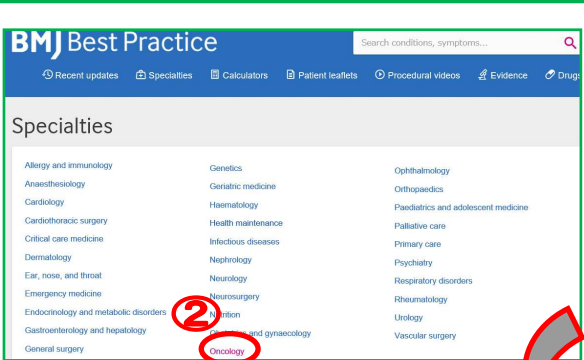 BMJ Best Practice
Search conditions, symptoms...
Recent updates Specialties Calculators Patient leaflets Procedural videos Evidence Drugs
Specialties
Allergy and immunology
Anaesthesiology
Cardiology
Cardiothoracic surgery
Critical care medicine
Dermatology
Ear, nose, and throat
Emergency medicine
Endocrinology and metabolic disorders
Gastroenterology and hepatology
General surgery
Genetics
Geriatric medicine
Haematology
Health maintenance
Infectious diseases
Nephrology
Neurology
Neurosurgery
②
Nutrition
and gynaecology
Oncology
Ophthalmology
Orthopaedics
Paediatrics and adolescent medicine
Palliative care
Primary care
Psychiatry
Respiratory disorders
Rheumatology
Urology
Vascular surgery